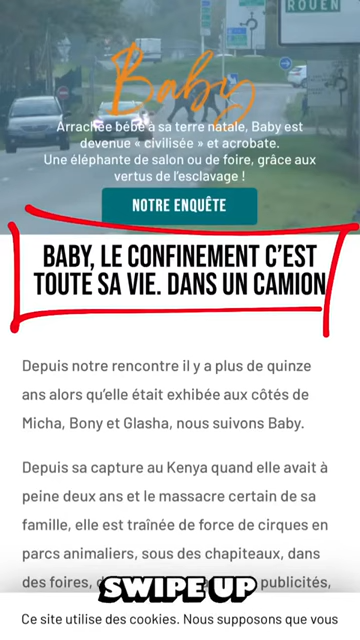 ROUEN
Baby
Arrachée bébé à sa terre natale, Baby est
devenue « civilisée » et acrobate.
Une éléphante de salon ou de foire, grâce aux
vertus de l'esclavage !
NOTRE ENQUÊTE
BABY, LE CONFINEMENT C'EST
TOUTE SA VIE. DANS UN CAMION
Depuis notre rencontre il y a plus de quinze
ans alors qu'elle était exhibée aux côtés de
Micha, Bony et Glasha, nous suivons Baby.
Depuis sa capture au Kenya quand elle avait à
peine deux ans et le massacre certain de sa
famille, elle est traînée de force de cirques en
parcs animaliers, sous des chapiteaux, dans
des foires, publicités,
SWIPE UP
Ce site utilise des cookies. Nous supposons que vous